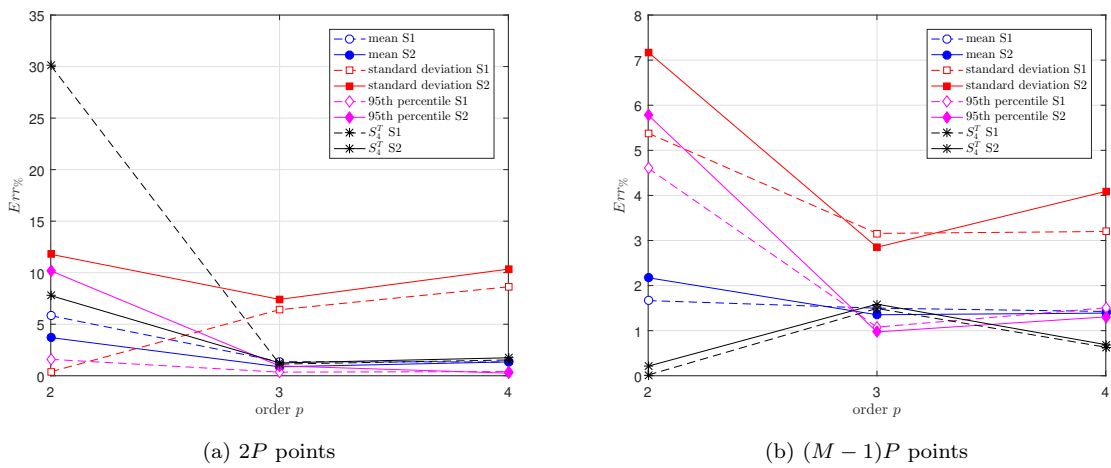 35
30
25
20
15
10
5
0
Err%
2
3
4
order p
mean S1
mean S2
standard deviation S1
standard deviation S2
95th percentile S1
95th percentile S2
S_4^T S1
S_4^T S2
(a) 2P points
8
7
6
5
4
3
2
1
0
Err%
2
3
4
order p
mean S1
mean S2
standard deviation S1
standard deviation S2
95th percentile S1
95th percentile S2
S_4^T S1
S_4^T S2
(b) (M − 1)P points